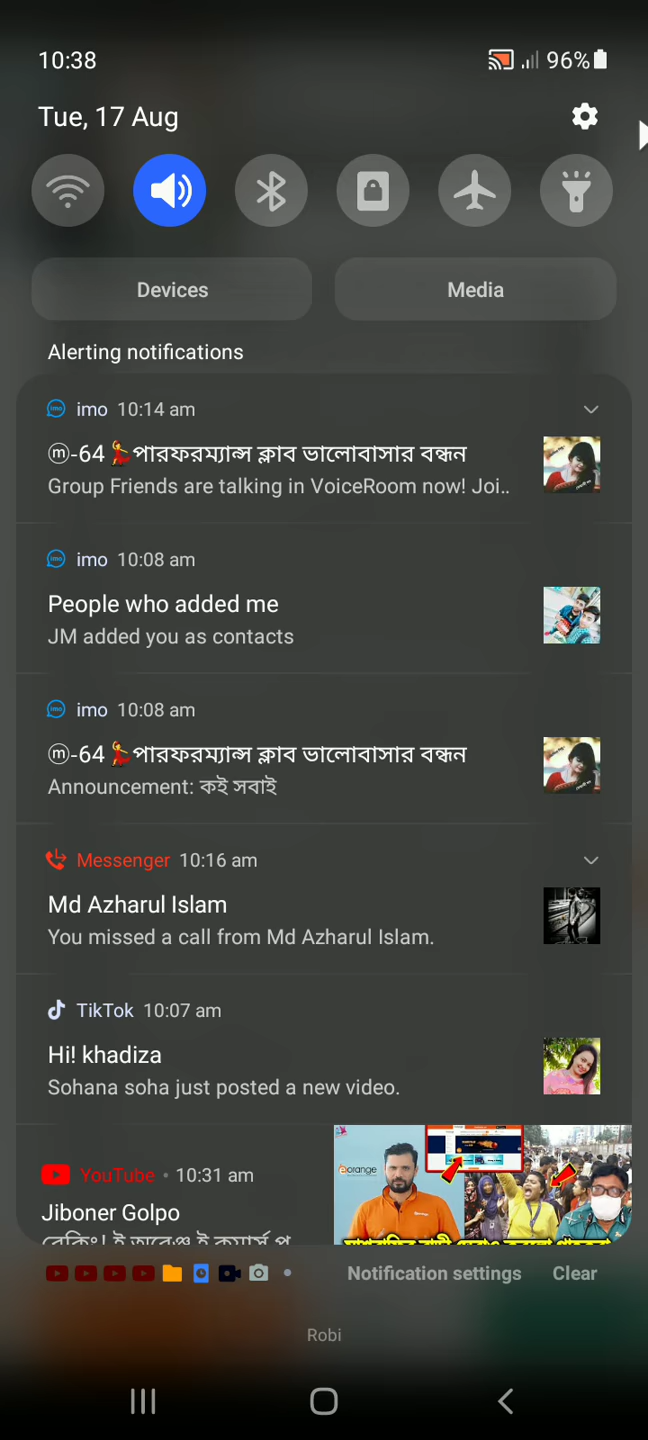 10:38
96%
Tue, 17 Aug
Devices
Media
Alerting notifications
imo 10:14 am
ⓜ-64💃পারফরম্যান্স ক্লাব ভালোবাসার বন্ধন
Group Friends are talking in VoiceRoom now! Joi..
imo 10:08 am
People who added me
JM added you as contacts
imo 10:08 am
ⓜ-64💃পারফরম্যান্স ক্লাব ভালোবাসার বন্ধন
Announcement: কই সবাই
Messenger 10:16 am
Md Azharul Islam
You missed a call from Md Azharul Islam.
TikTok 10:07 am
Hi! khadiza
Sohana soha just posted a new video.
YouTube • 10:31 am
Jiboner Golpo
eorange
Notification settings
Clear
Robi